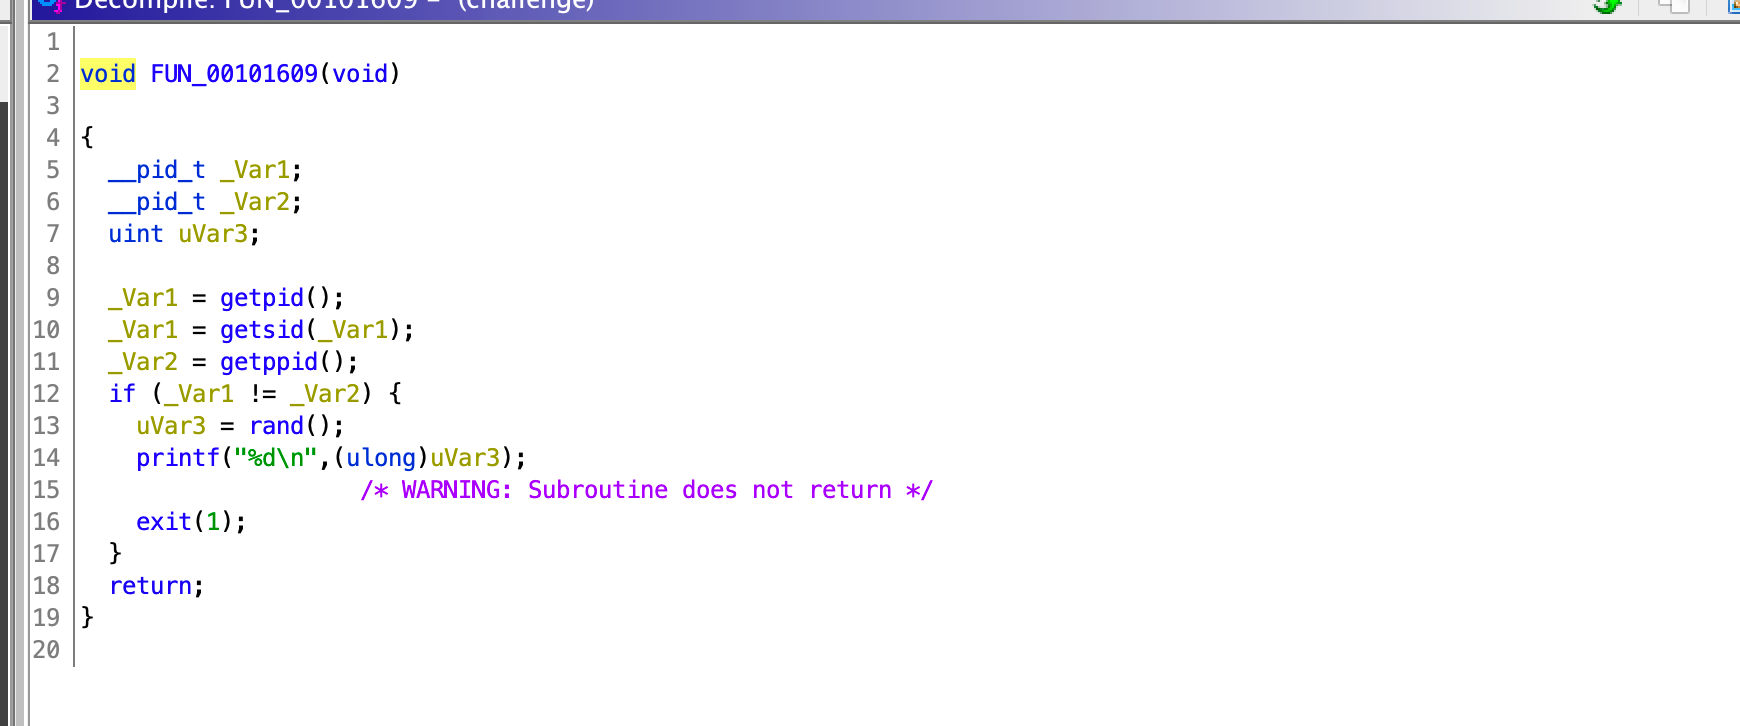 Decompile: FUN_00101609 - (challenge)
1
2 void FUN_00101609(void)
3
4 {
5 __pid_t _Var1;
6 __pid_t _Var2;
7 uint uVar3;
8
9 _Var1 = getpid();
10 _Var1 = getsid(_Var1);
11 _Var2 = getppid();
12 if (_Var1 != _Var2) {
13 uVar3 = rand();
14 printf("%d\n",(ulong)uVar3);
15 /* WARNING: Subroutine does not return */
16 exit(1);
17 }
18 return;
19 }
20